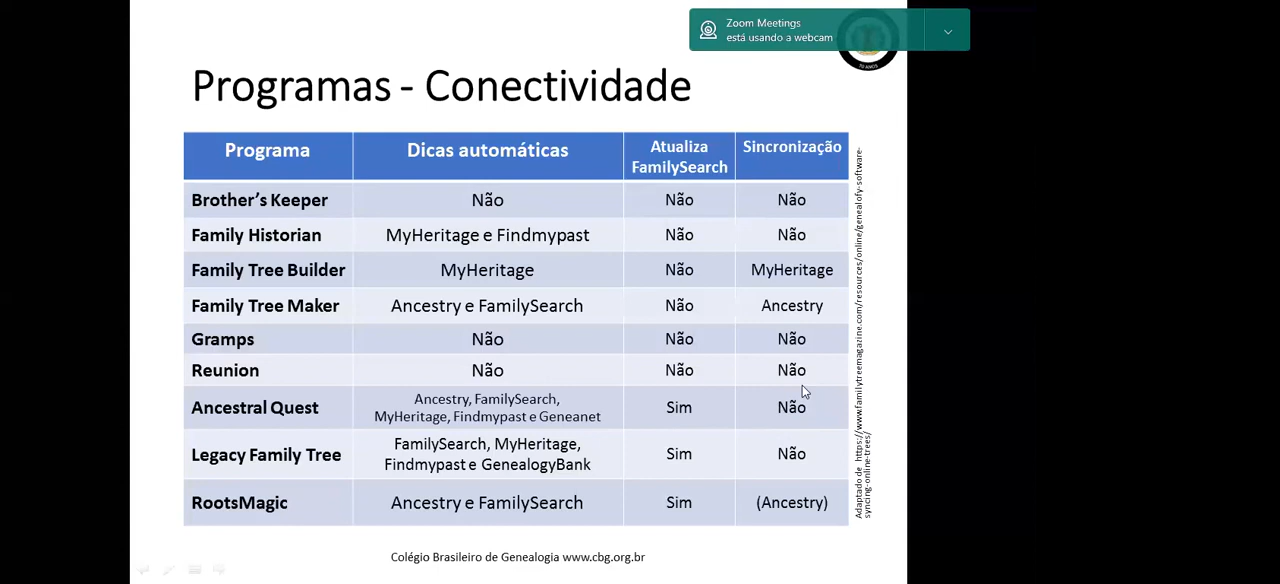 Zoom Meetings
está usando a webcam
70 ANOS
Programas - Conectividade
Programa Dicas automáticas Atualiza FamilySearch Sincronização
Brother's Keeper Não Não Não
Family Historian MyHeritage e Findmypast Não Não
Family Tree Builder MyHeritage Não MyHeritage
Family Tree Maker Ancestry e FamilySearch Não Ancestry
Gramps Não Não Não
Reunion Não Não Não
Ancestral Quest Ancestry, FamilySearch, MyHeritage, Findmypast e Geneanet Sim Não
Legacy Family Tree FamilySearch, MyHeritage, Findmypast e GenealogyBank Sim Não
RootsMagic Ancestry e FamilySearch Sim (Ancestry)
Adaptado de https://www.familytreemagazine.com/resources/online/genealofy-software-
syncing-online-trees/
Colégio Brasileiro de Genealogia www.cbg.org.br